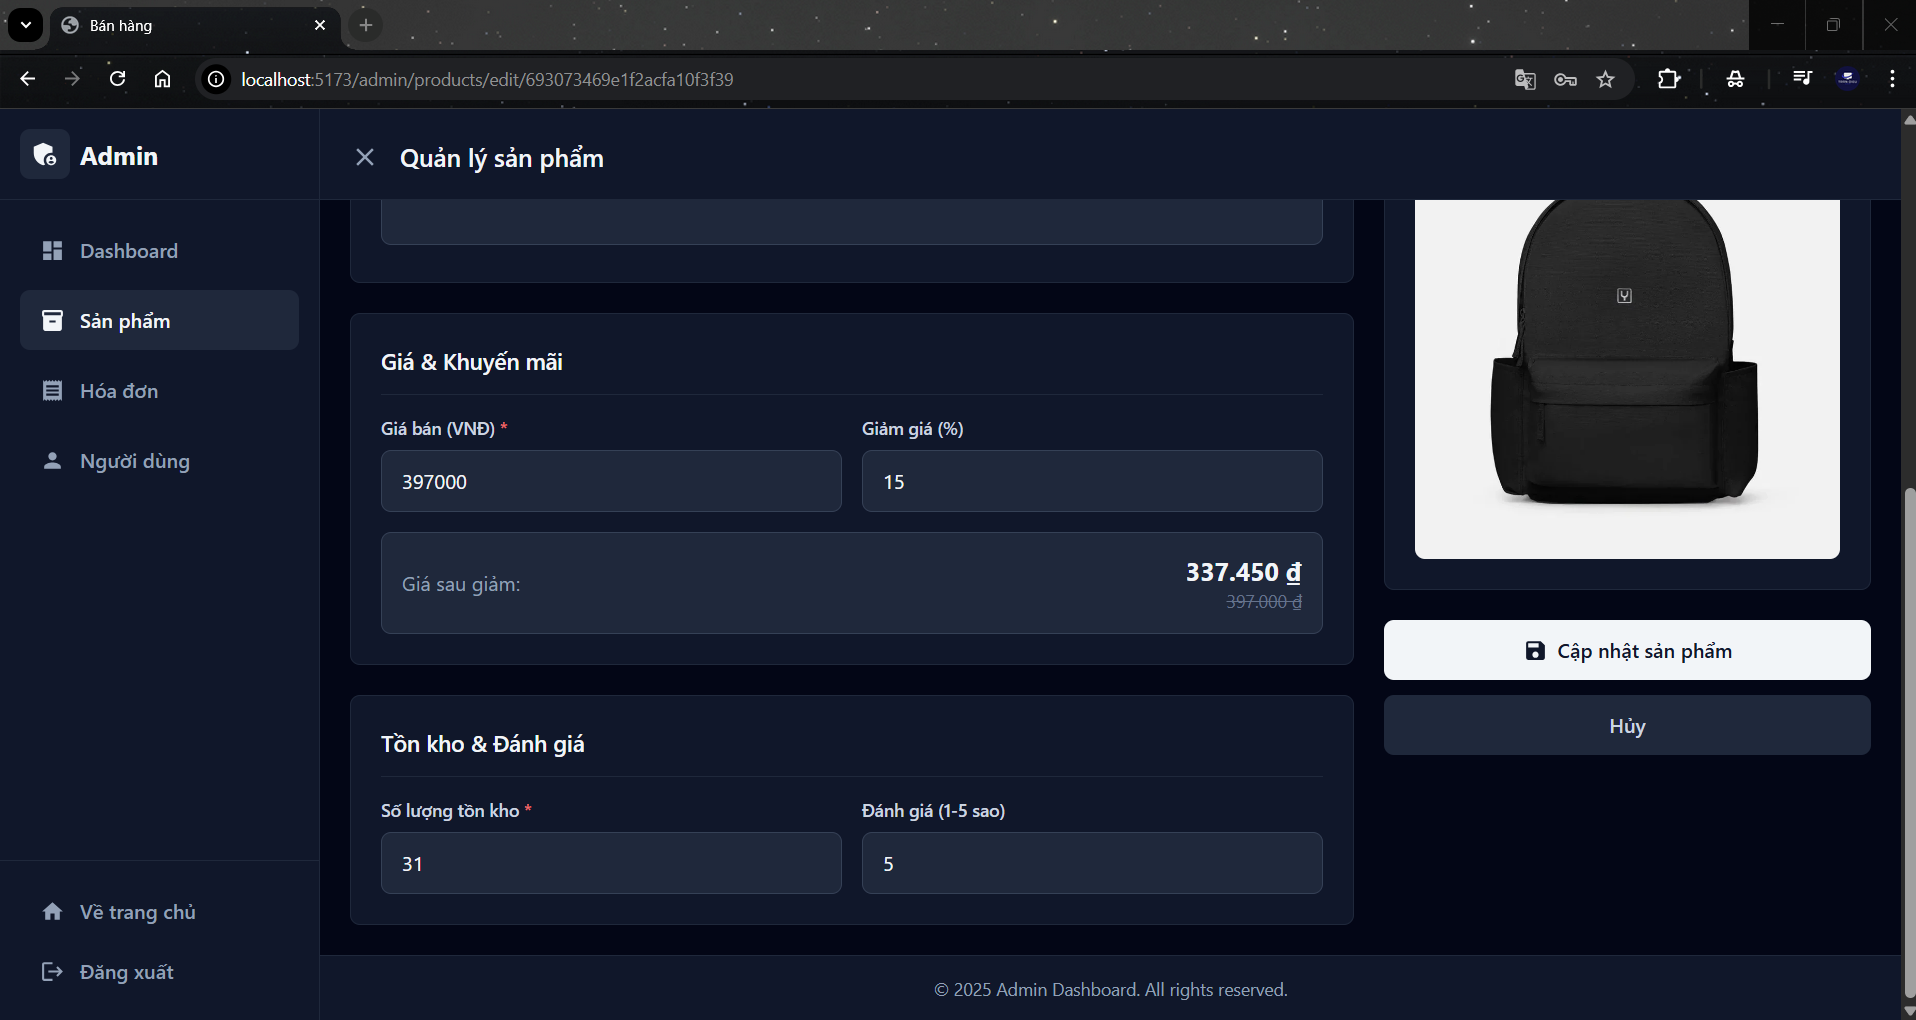 Bán hàng
localhost:5173/admin/products/edit/693073469e1f2acfa10f3f39
Admin
Quản lý sản phẩm
Dashboard
Sản phẩm
Hóa đơn
Người dùng
Về trang chủ
Đăng xuất
Giá & Khuyến mãi
Giá bán (VNĐ) *
Giảm giá (%)
397000
15
Giá sau giảm:
337.450 ₫
397.000 ₫
Tồn kho & Đánh giá
Số lượng tồn kho *
Đánh giá (1-5 sao)
31
5
Cập nhật sản phẩm
Hủy
© 2025 Admin Dashboard. All rights reserved.